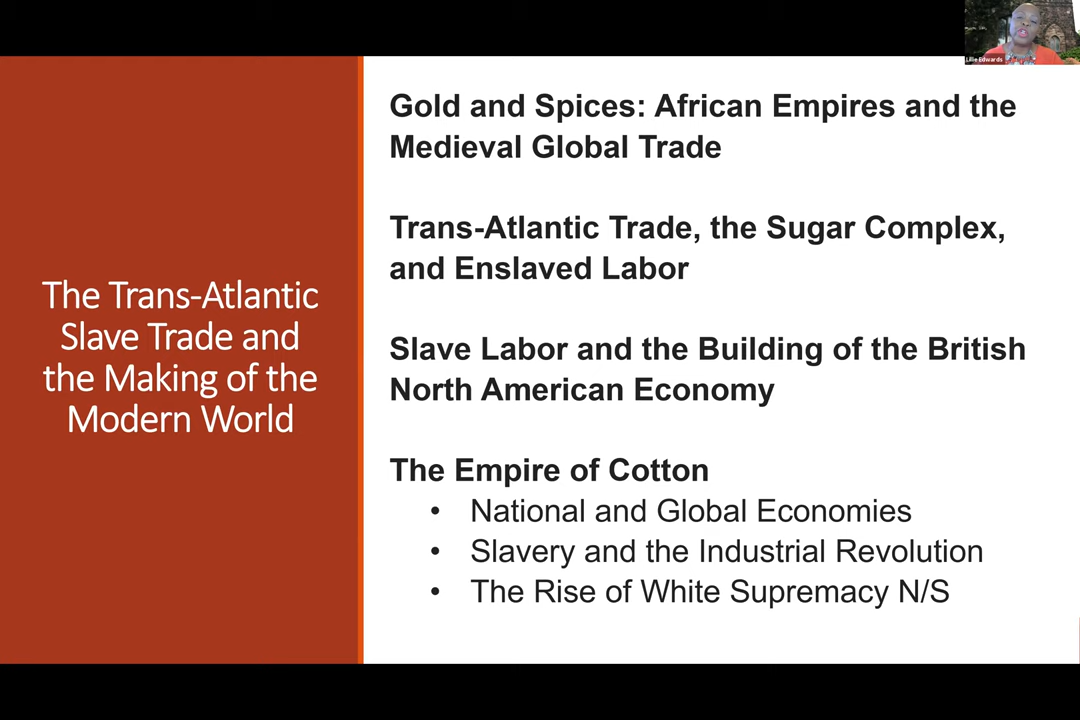 Lillie Edwards
Gold and Spices: African Empires and the
Medieval Global Trade
Trans-Atlantic Trade, the Sugar Complex,
and Enslaved Labor
The Trans-Atlantic
Slave Trade and
the Making of the
Modern World
Slave Labor and the Building of the British
North American Economy
The Empire of Cotton
• National and Global Economies
• Slavery and the Industrial Revolution
• The Rise of White Supremacy N/S